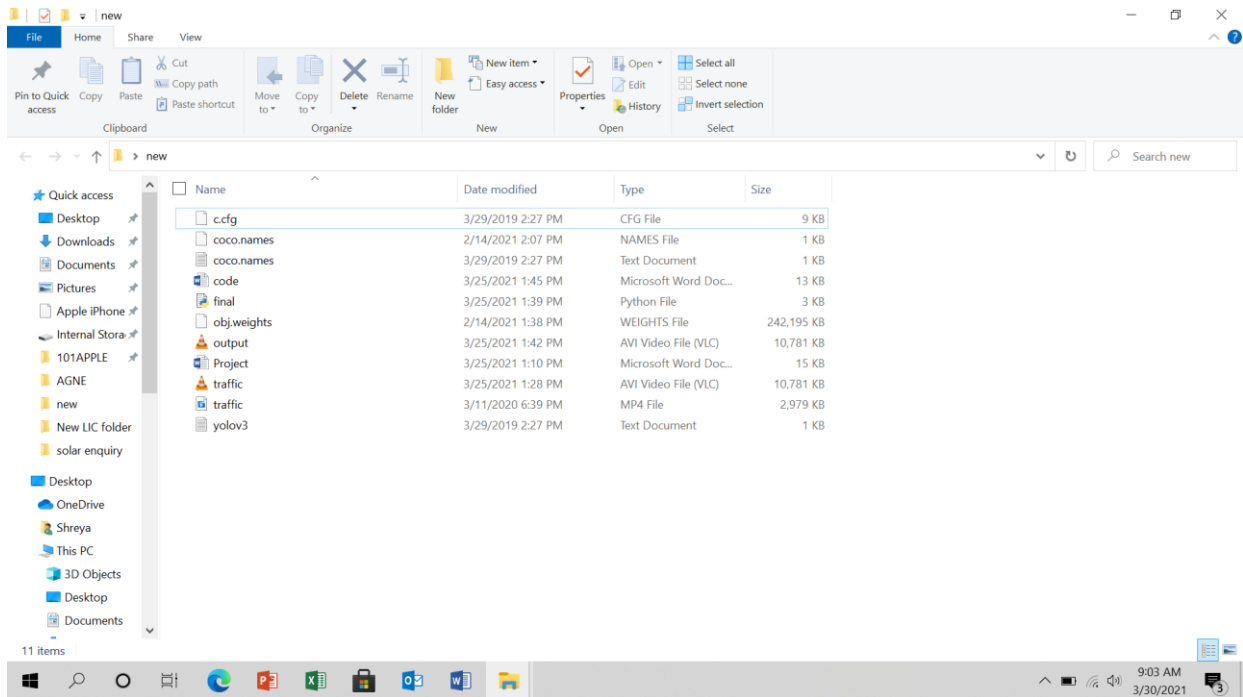 new
File Home Share View
Pin to Quick access Copy Paste Cut Copy path Paste shortcut Move to Copy to Delete Rename New folder New item Easy access Properties Open Edit History Select all Select none Invert selection
Clipboard Organize New Open Select
new Search new
Name Date modified Type Size
c.cfg 3/29/2019 2:27 PM CFG File 9 KB
coco.names 2/14/2021 2:07 PM NAMES File 1 KB
coco.names 3/29/2019 2:27 PM Text Document 1 KB
code 3/25/2021 1:45 PM Microsoft Word Doc... 13 KB
final 3/25/2021 1:39 PM Python File 3 KB
obj.weights 2/14/2021 1:38 PM WEIGHTS File 242,195 KB
output 3/25/2021 1:42 PM AVI Video File (VLC) 10,781 KB
Project 3/25/2021 1:10 PM Microsoft Word Doc... 15 KB
traffic 3/25/2021 1:28 PM AVI Video File (VLC) 10,781 KB
traffic 3/11/2020 6:39 PM MP4 File 2,979 KB
yolov3 3/29/2019 2:27 PM Text Document 1 KB
Quick access
Desktop
Downloads
Documents
Pictures
Apple iPhone
Internal Stora
101APPLE
AGNE
new
New LIC folder
solar enquiry
Desktop
OneDrive
Shreya
This PC
3D Objects
Desktop
Documents
11 items
9:03 AM
3/30/2021
3